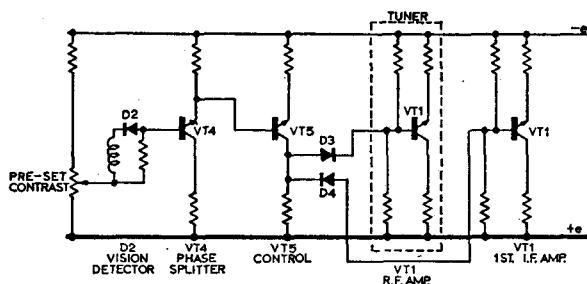 TUNER
-e
D2
VT4
VT5
D3
D4
VT1
VT1
PRE-SET
CONTRAST
+e
D2
VISION
DETECTOR
VT4
PHASE
SPLITTER
VT5
CONTROL
VT1
R.F. AMP.
VT1
1ST. I.F. AMP.